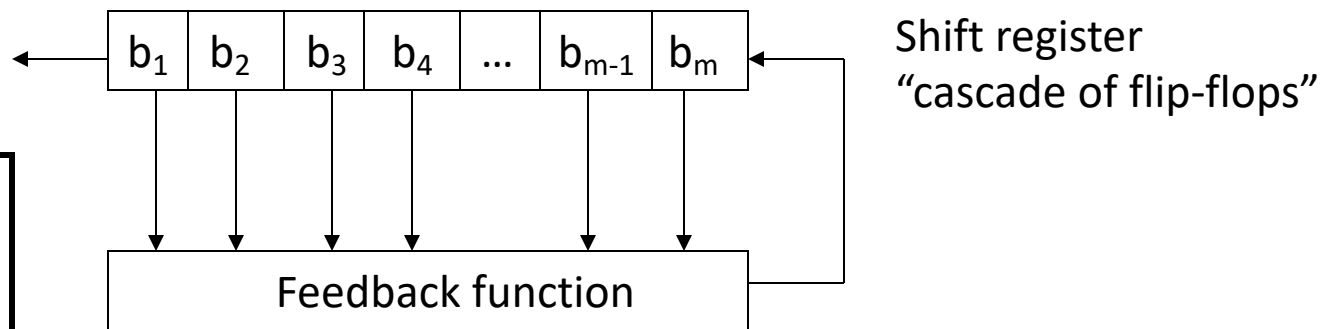 b₁ b₂ b₃ b₄ ... bₘ₋₁ bₘ
Shift register
“cascade of flip-flops”
Feedback function